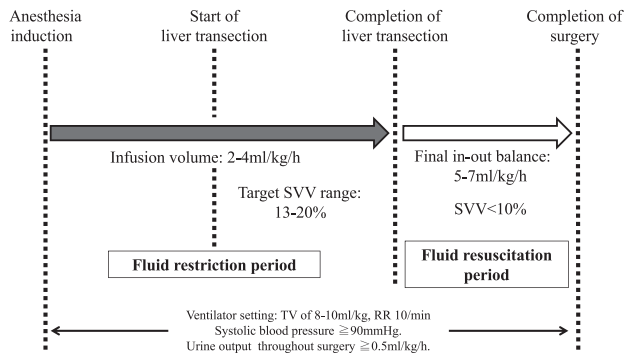 Anesthesia
induction
Start of
liver transection
Completion of
liver transection
Completion of
surgery
Infusion volume: 2-4ml/kg/h
Target SVV range:
13-20%
Fluid restriction period
Final in-out balance:
5-7ml/kg/h
SVV<10%
Fluid resuscitation
period
Ventilator setting: TV of 8-10ml/kg, RR 10/min
Systolic blood pressure ≧90mmHg.
Urine output throughout surgery ≧0.5ml/kg/h.